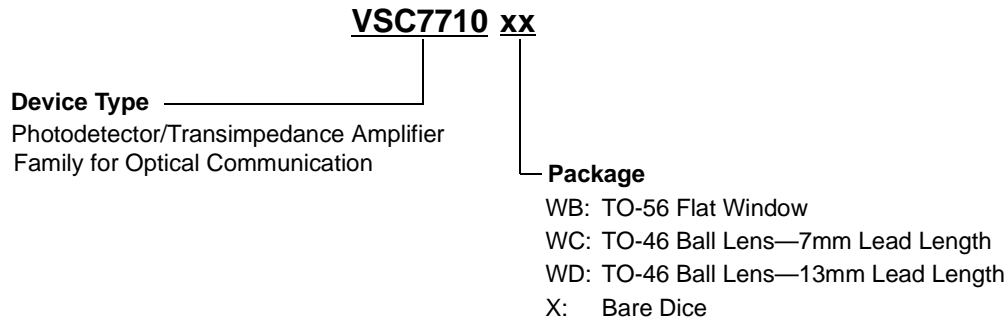 VSC7710 xx
Device Type
Photodetector/Transimpedance Amplifier
Family for Optical Communication
Package
WB: TO-56 Flat Window
WC: TO-46 Ball Lens—7mm Lead Length
WD: TO-46 Ball Lens—13mm Lead Length
X: Bare Dice